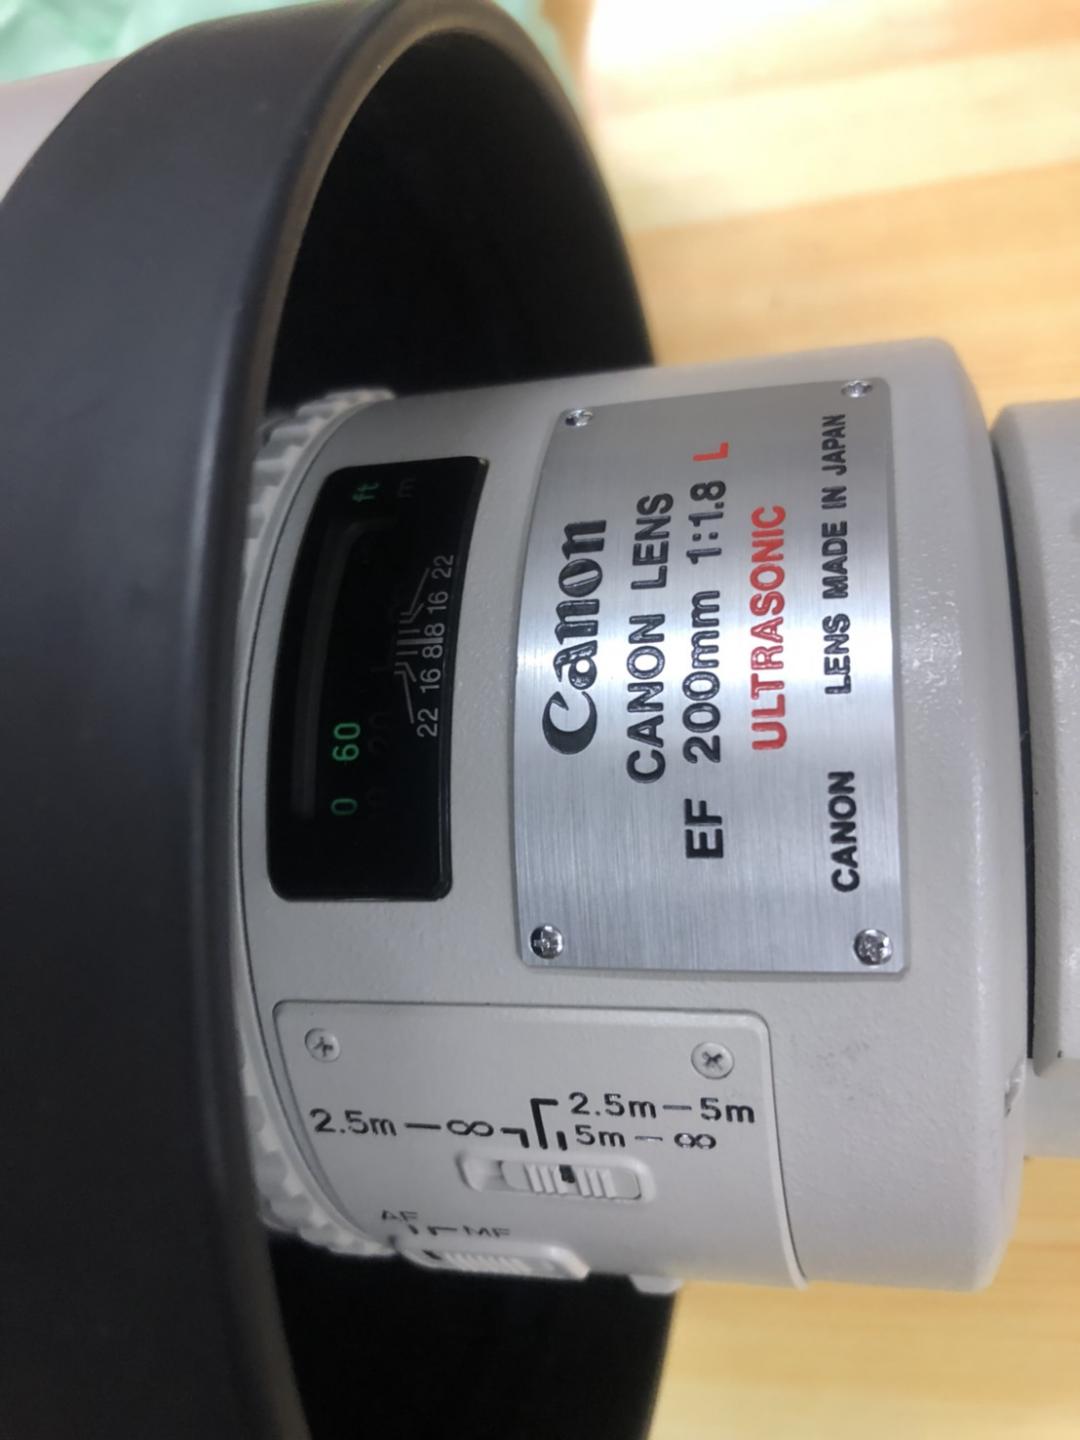 Canon
CANON LENS
EF 200mm 1:1.8 L
ULTRASONIC
CANON LENS MADE IN JAPAN
0 60 ft
m
22 16 8 8 16 22
2.5m—∞
2.5m—5m
5m—∞
AF
MF